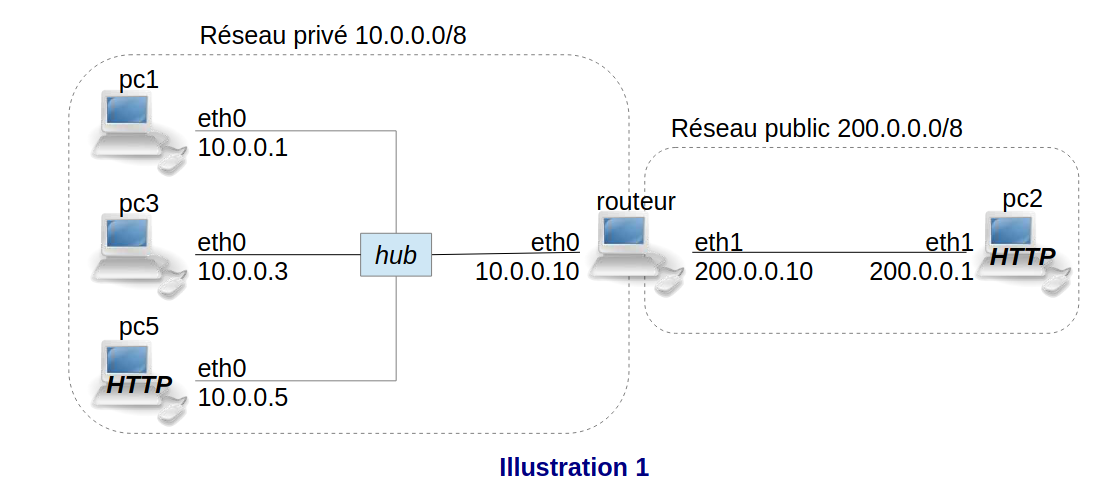 Réseau privé 10.0.0.0/8
pc1
eth0
10.0.0.1
pc3
eth0
10.0.0.3
pc5
HTTP
eth0
10.0.0.5
hub
eth0
10.0.0.10
Réseau public 200.0.0.0/8
routeur
eth1
200.0.0.10
pc2
eth1
200.0.0.1
HTTP
Illustration 1